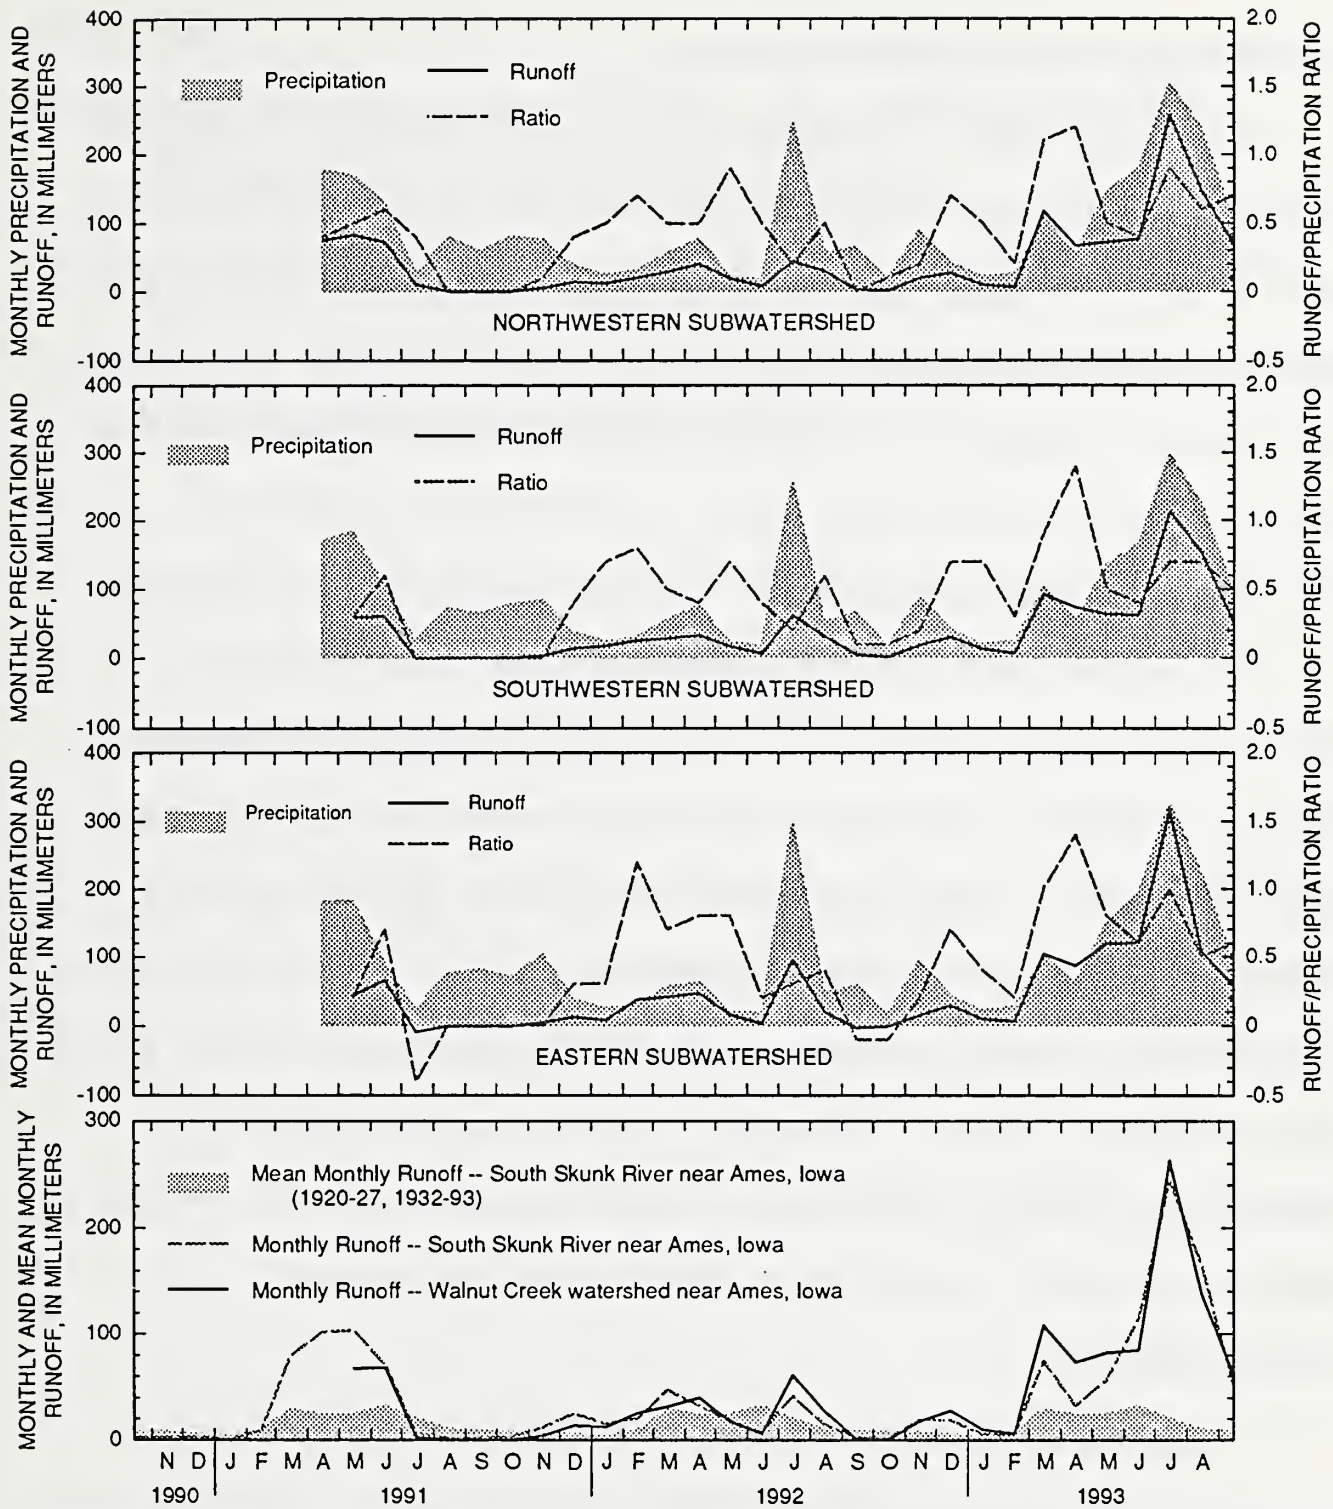 MONTHLY PRECIPITATION AND
RUNOFF, IN MILLIMETERS
400
300
200
100
0
-100
Precipitation
Runoff
Ratio
NORTHWESTERN SUBWATERSHED
2.0
1.5
1.0
0.5
0
-0.5
RUNOFF/PRECIPITATION RATIO
MONTHLY PRECIPITATION AND
RUNOFF, IN MILLIMETERS
400
300
200
100
0
-100
Precipitation
Runoff
Ratio
SOUTHWESTERN SUBWATERSHED
2.0
1.5
1.0
0.5
0
-0.5
RUNOFF/PRECIPITATION RATIO
MONTHLY PRECIPITATION AND
RUNOFF, IN MILLIMETERS
400
300
200
100
0
-100
Precipitation
Runoff
Ratio
EASTERN SUBWATERSHED
2.0
1.5
1.0
0.5
0
-0.5
RUNOFF/PRECIPITATION RATIO
MONTHLY AND MEAN MONTHLY
RUNOFF, IN MILLIMETERS
300
200
100
0
Mean Monthly Runoff -- South Skunk River near Ames, Iowa
(1920-27, 1932-93)
Monthly Runoff -- South Skunk River near Ames, Iowa
Monthly Runoff -- Walnut Creek watershed near Ames, Iowa
N D J F M A M J J A S O N D J F M A M J J A S O N D J F M A M J J A
1990 1991 1992 1993